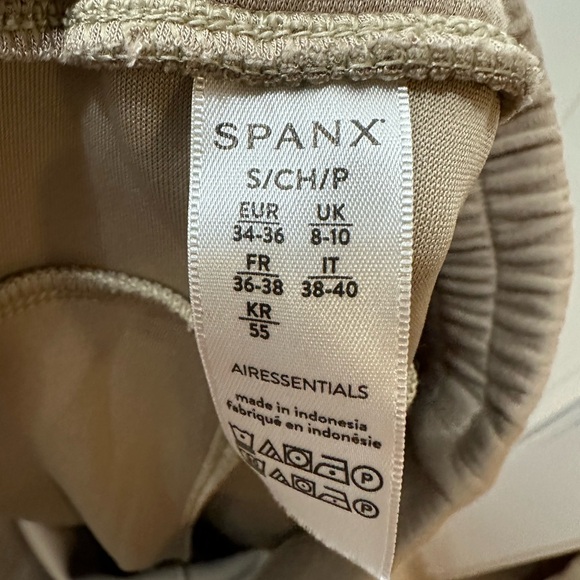 SPANX
S/CH/P
EUR UK
34-36 8-10
FR IT
36-38 38-40
KR
55
AIRESSENTIALS
made in indonesia
fabriqué en indonésie
P
P